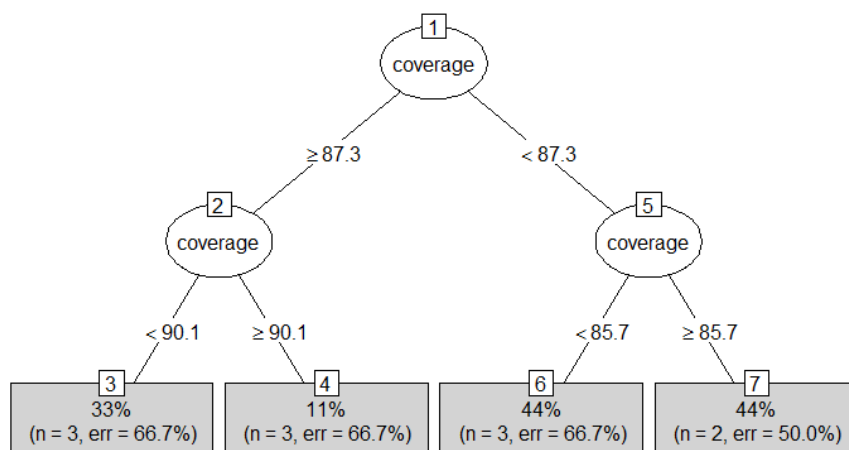 1
coverage
≥ 87.3
< 87.3
2
coverage
5
coverage
< 90.1
≥ 90.1
< 85.7
≥ 85.7
3
33%
(n = 3, err = 66.7%)
4
11%
(n = 3, err = 66.7%)
6
44%
(n = 3, err = 66.7%)
7
44%
(n = 2, err = 50.0%)